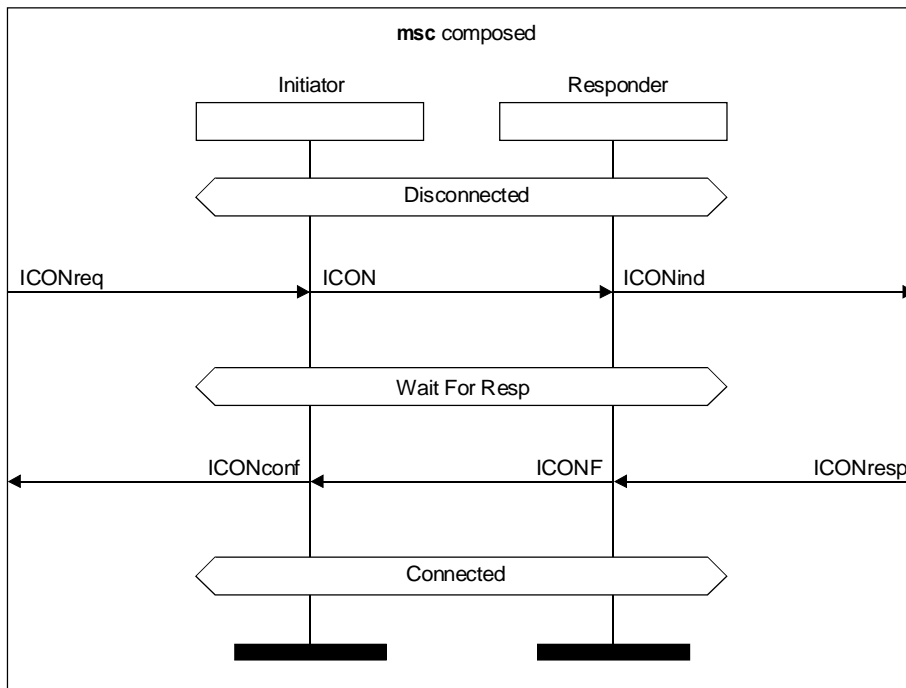 msc composed
Initiator Responder
Disconnected
ICONreq ICON ICONind
Wait For Resp
ICONconf ICONF ICONresp
Connected